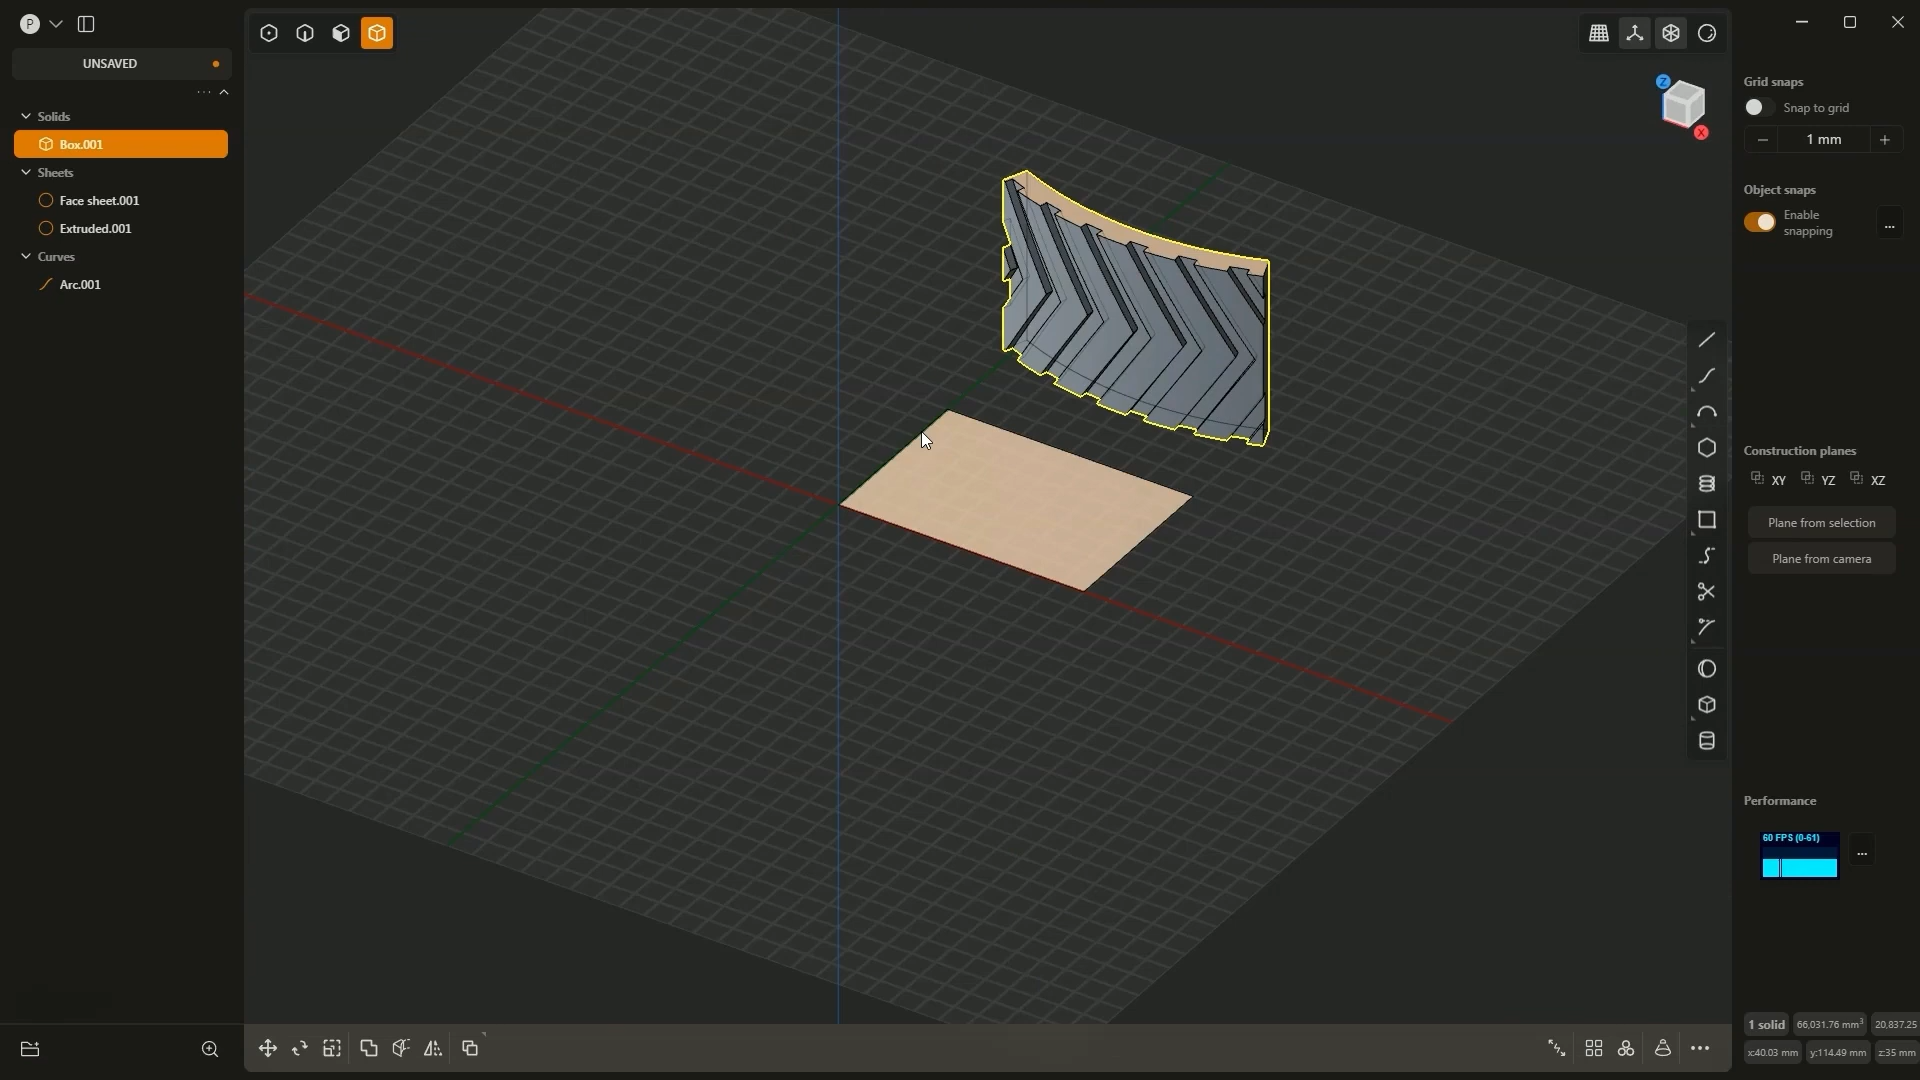 P
UNSAVED
Solids
Box.001
Sheets
Face sheet.001
Extruded.001
Curves
Arc.001
Z
X
Grid snaps
Snap to grid
1 mm
Object snaps
Enable
snapping
...
Construction planes
XY YZ XZ
Plane from selection
Plane from camera
Performance
60 FPS (0-61)
...
1 solid 66,031.76 mm³ 20,837.25
x:40.03 mm y:114.49 mm z:35 mm